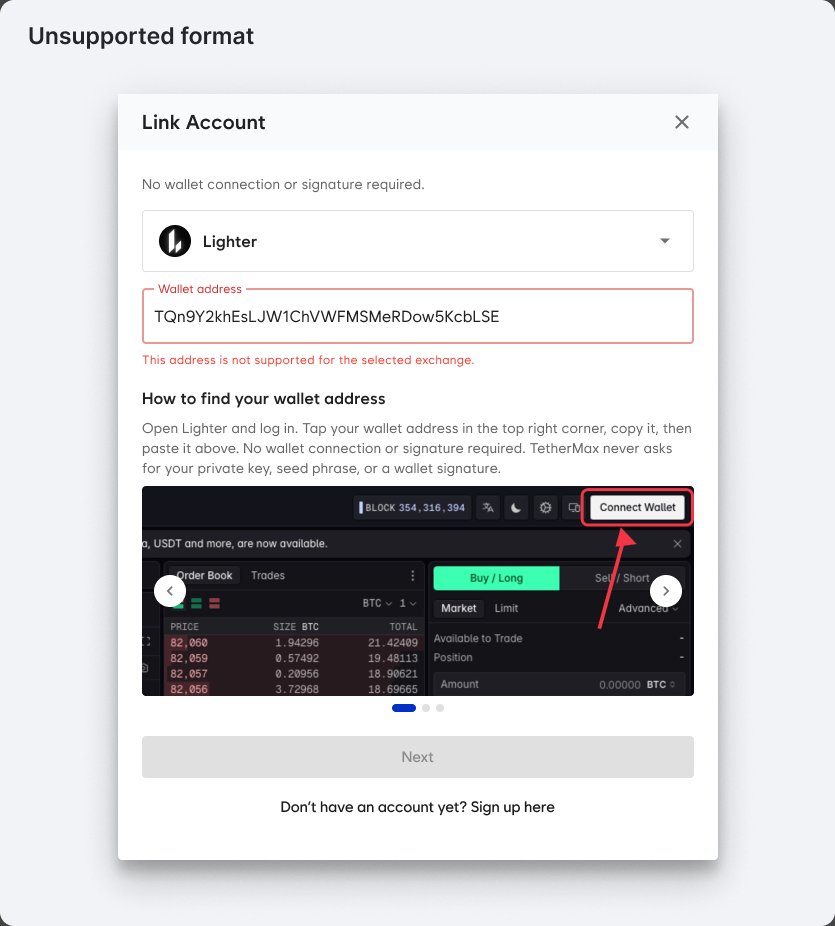 Unsupported format
Link Account
No wallet connection or signature required.
Lighter
Wallet address
TQn9Y2khEsLJW1ChVWFMSMeRDow5KcbLSE
This address is not supported for the selected exchange.
How to find your wallet address
Open Lighter and log in. Tap your wallet address in the top right corner, copy it, then
paste it above. No wallet connection or signature required. TetherMax never asks
for your private key, seed phrase, or a wallet signature.
BLOCK 354,316,394
Connect Wallet
a, USDT and more, are now available.
Order Book Trades
Buy / Long Sell / Short
BTC 1
Market Limit Advanced
PRICE SIZE BTC TOTAL
Available to Trade -
82,060 1.94296 21.42409
82,059 0.57492 19.48113
Position -
82,057 0.20956 18.90621
82,056 3.72968 18.69665
Amount 0.00000 BTC
Next
Don't have an account yet? Sign up here